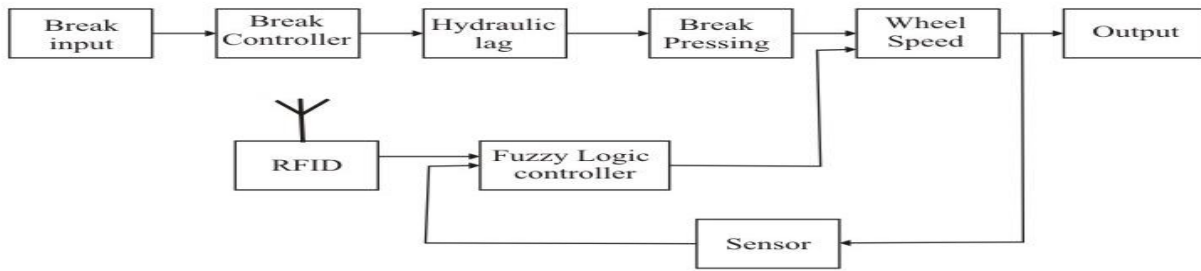 Break
input
Break
Controller
Hydraulic
lag
Break
Pressing
Wheel
Speed
Output
RFID
Fuzzy Logic
controller
Sensor